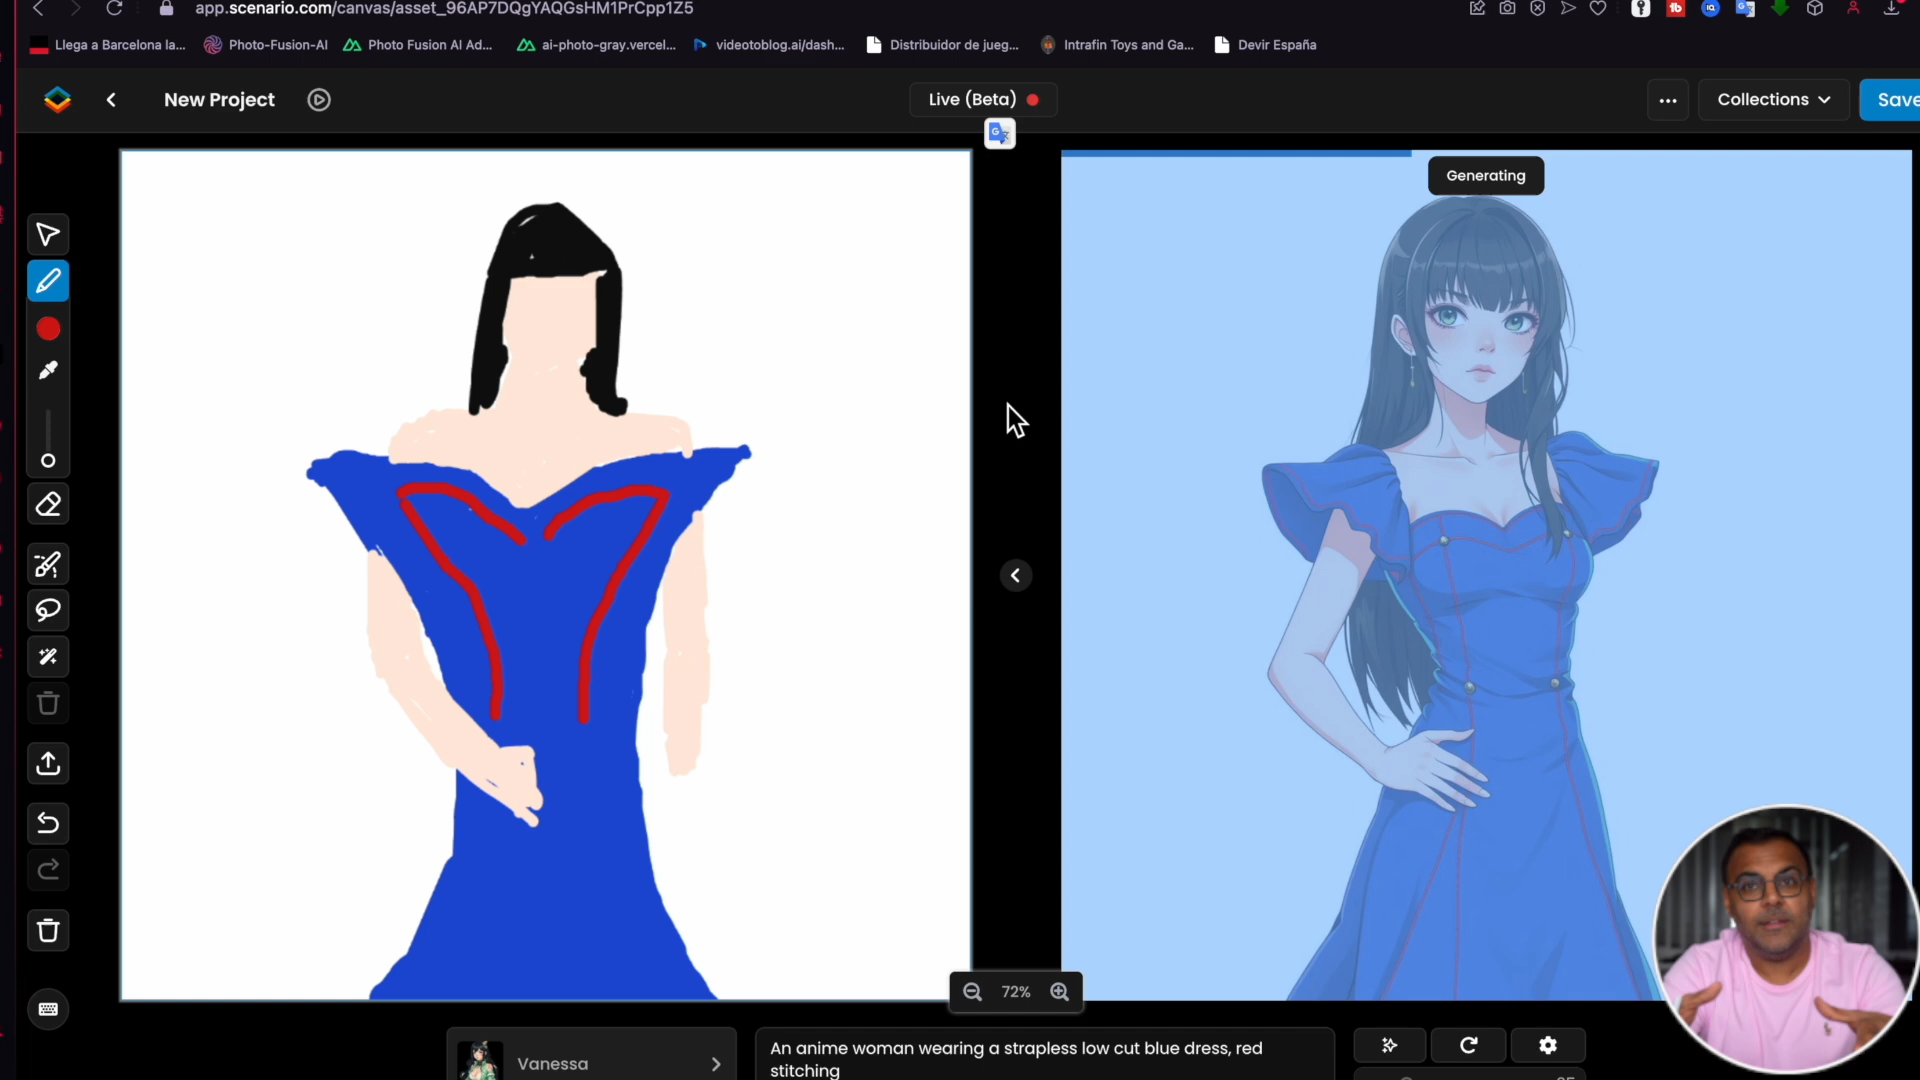 app.scenario.com/canvas/asset_96AP7DQgYAQGsHM1PrCpp1Z5
Llega a Barcelona la...
Photo-Fusion-AI
Photo Fusion AI Ad...
ai-photo-gray.vercel...
videotoblog.ai/dash...
Distribuidor de jueg...
Intrafin Toys and Ga...
Devir España
New Project
Live (Beta)
Collections
Save
Generating
72%
Vanessa
An anime woman wearing a strapless low cut blue dress, red
stitching